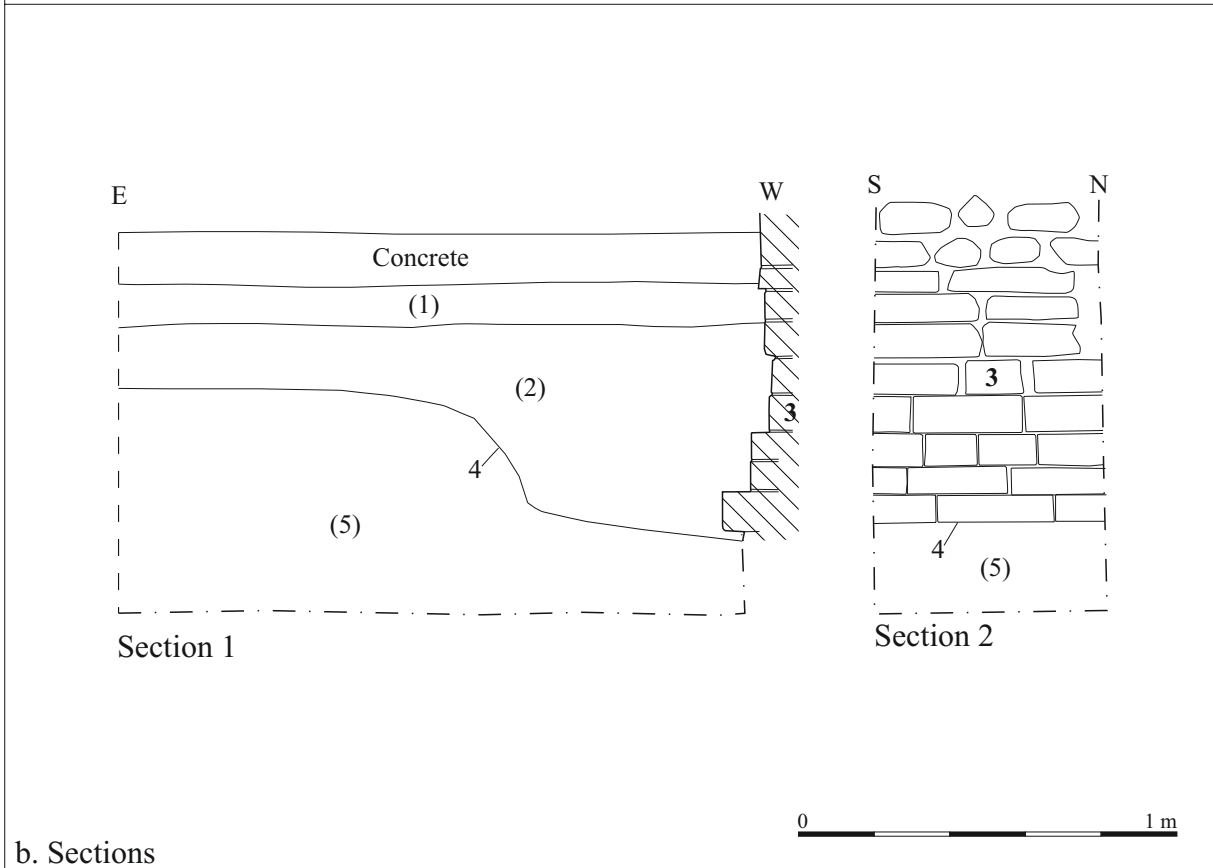 E
W
S
N
Concrete
(1)
(2)
3
3
4
(5)
4
(5)
Section 1
Section 2
0
1 m
b. Sections